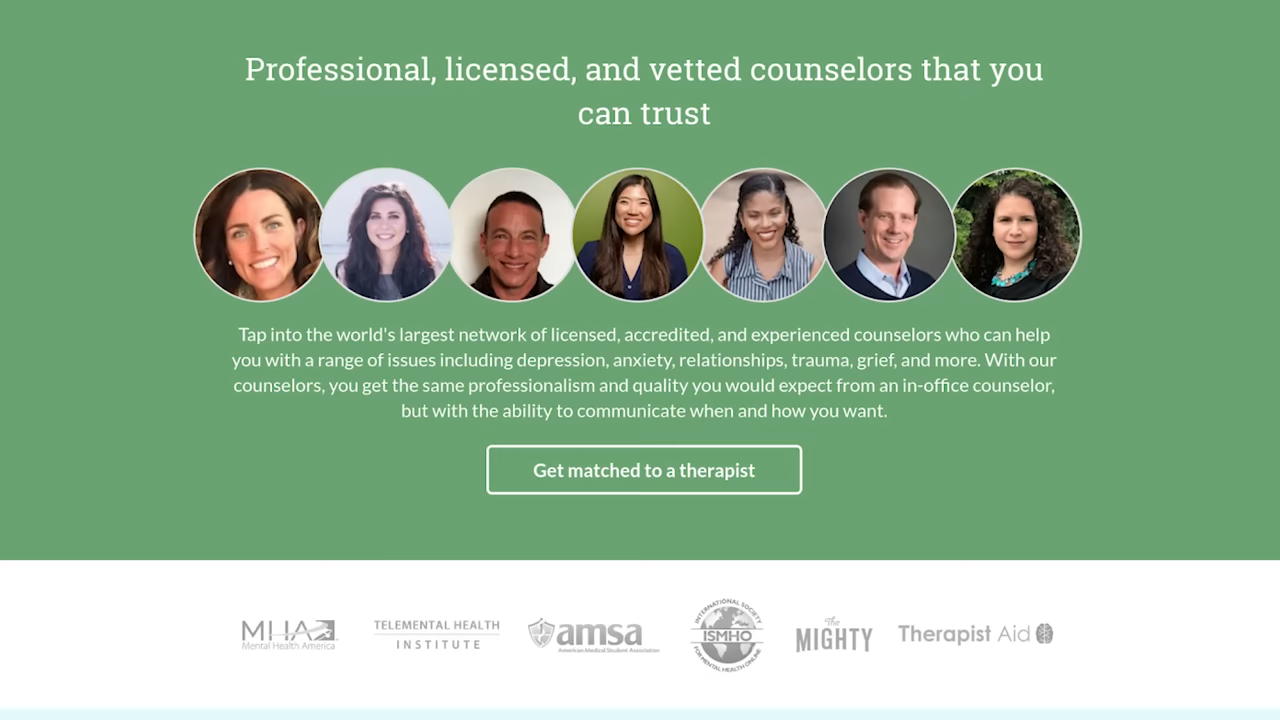 Professional, licensed, and vetted counselors that you
can trust
Tap into the world's largest network of licensed, accredited, and experienced counselors who can help
you with a range of issues including depression, anxiety, relationships, trauma, grief, and more. With our
counselors, you get the same professionalism and quality you would expect from an in-office counselor,
but with the ability to communicate when and how you want.
Get matched to a therapist
MHA
Mental Health America
TELEMENTAL HEALTH
INSTITUTE
amsa
American Medical Student Association
INTERNATIONAL SOCIETY
ISMHO
FOR MENTAL HEALTH ONLINE
The
MIGHTY
Therapist Aid